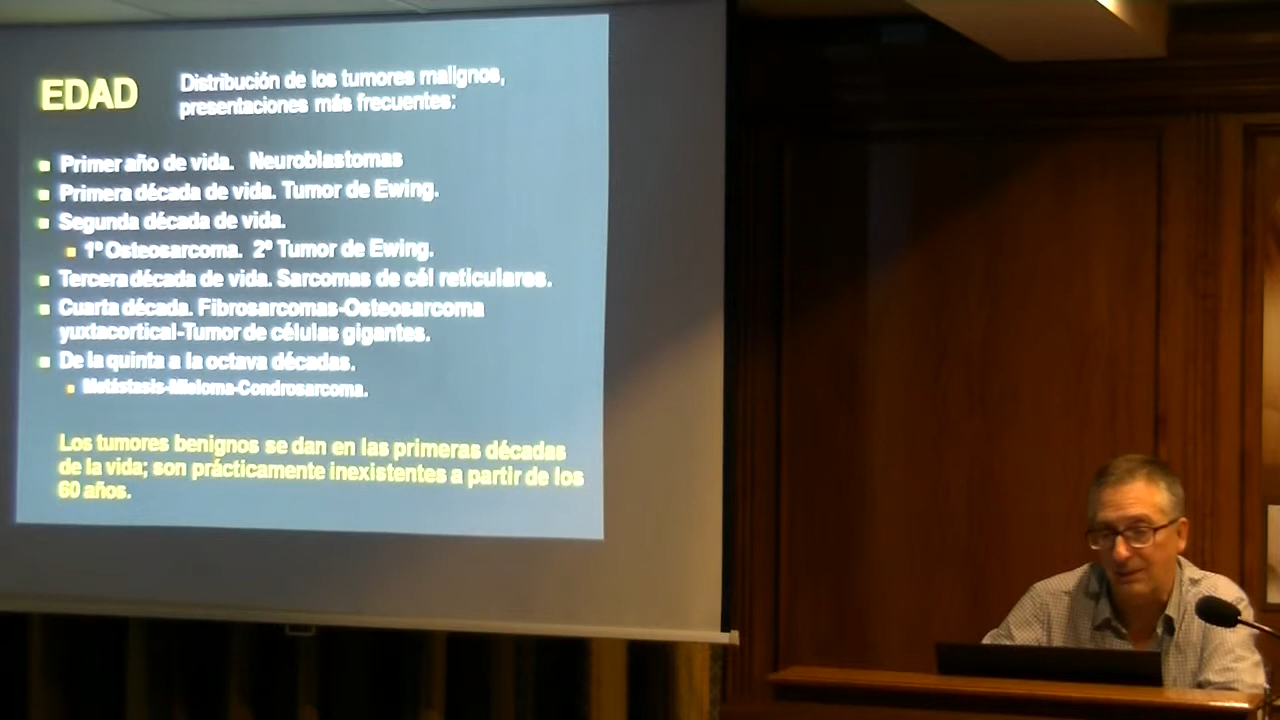 EDAD
Distribución de los tumores malignos,
presentaciones más frecuentes:
Primer año de vida. Neuroblastomas
Primera década de vida. Tumor de Ewing.
Segunda década de vida.
1º Osteosarcoma. 2º Tumor de Ewing.
Tercera década de vida. Sarcomas de cél reticulares.
Cuarta década. Fibrosarcomas-Osteosarcoma
yuxtacortical-Tumor de células gigantes.
De la quinta a la octava décadas.
Metástasis-Mieloma-Condrosarcoma.
Los tumores benignos se dan en las primeras décadas
de la vida; son prácticamente inexistentes a partir de los
60 años.